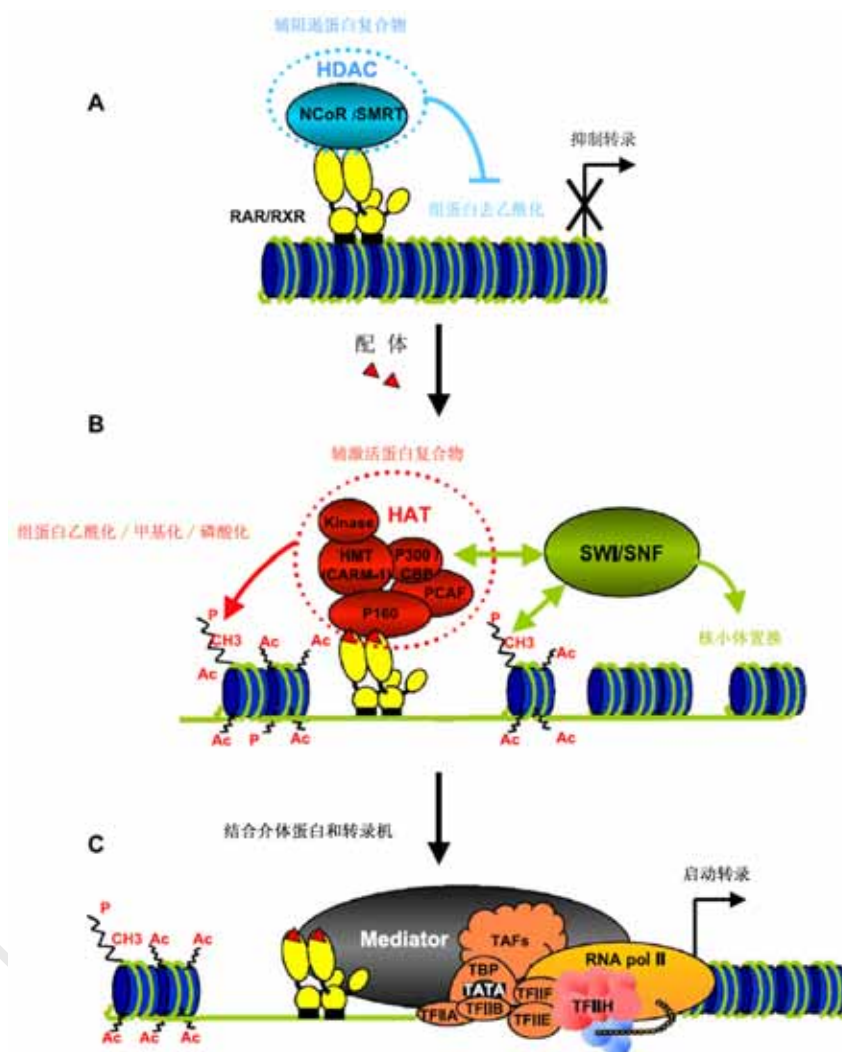 辅阻遏蛋白复合物
HDAC
A
NCoR /SMRT
抑制转录
RAR/RXR
组蛋白去乙酰化
配 体
B
辅激活蛋白复合物
组蛋白乙酰化 / 甲基化 / 磷酸化
HAT
Kinase
HMT
(CARM-1)
P300 /
CBB
SWI/SNF
PCAF
P160
P
CH3
Ac
Ac
Ac
P
CH3
Ac
核小体置换
Ac
P
Ac
Ac
Ac
结合介体蛋白和转录机
C
启动转录
P
CH3
Ac
Ac
Mediator
TAFs
RNA pol II
TBP
TATA
TFIIA
TFIIB
TFIIF
TFIIE
TFIIH
Ac
Ac
Ac